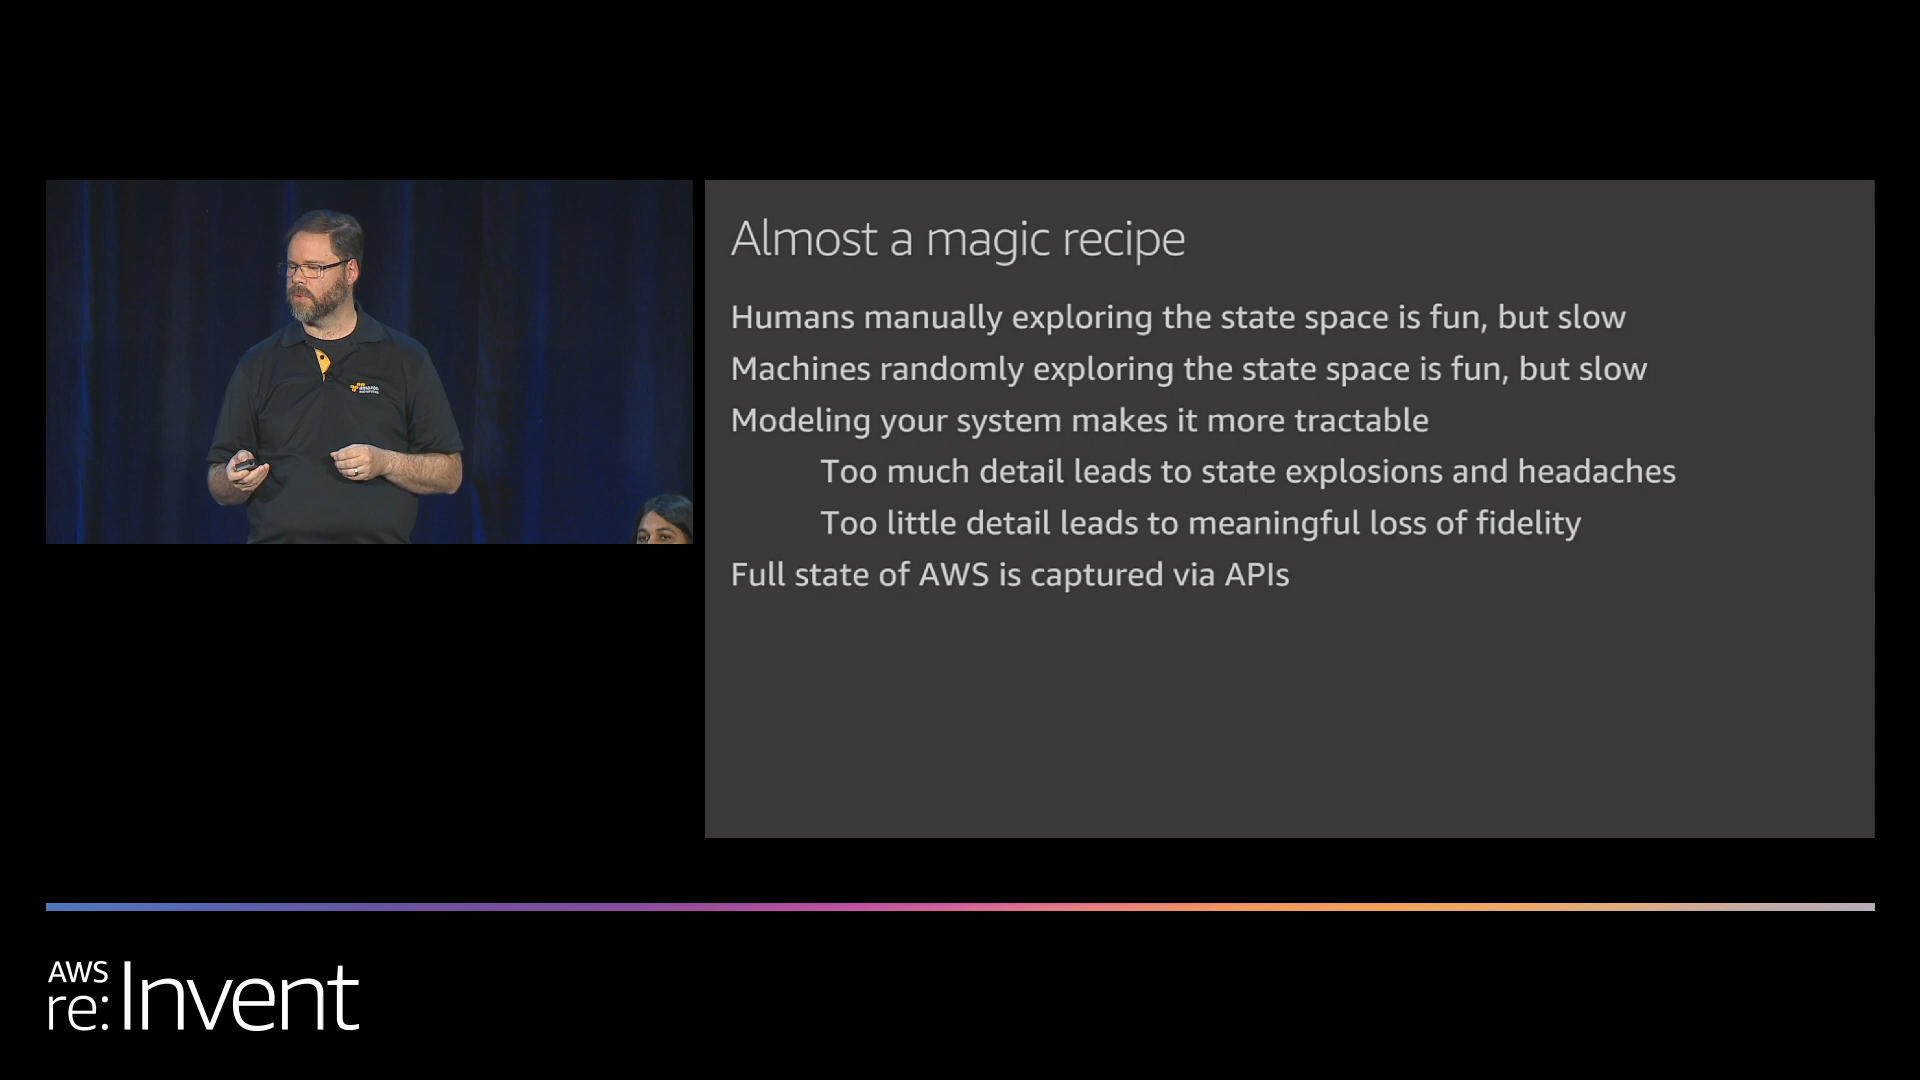 Almost a magic recipe
Humans manually exploring the state space is fun, but slow
Machines randomly exploring the state space is fun, but slow
Modeling your system makes it more tractable
Too much detail leads to state explosions and headaches
Too little detail leads to meaningful loss of fidelity
Full state of AWS is captured via APIs
AWS
re:Invent